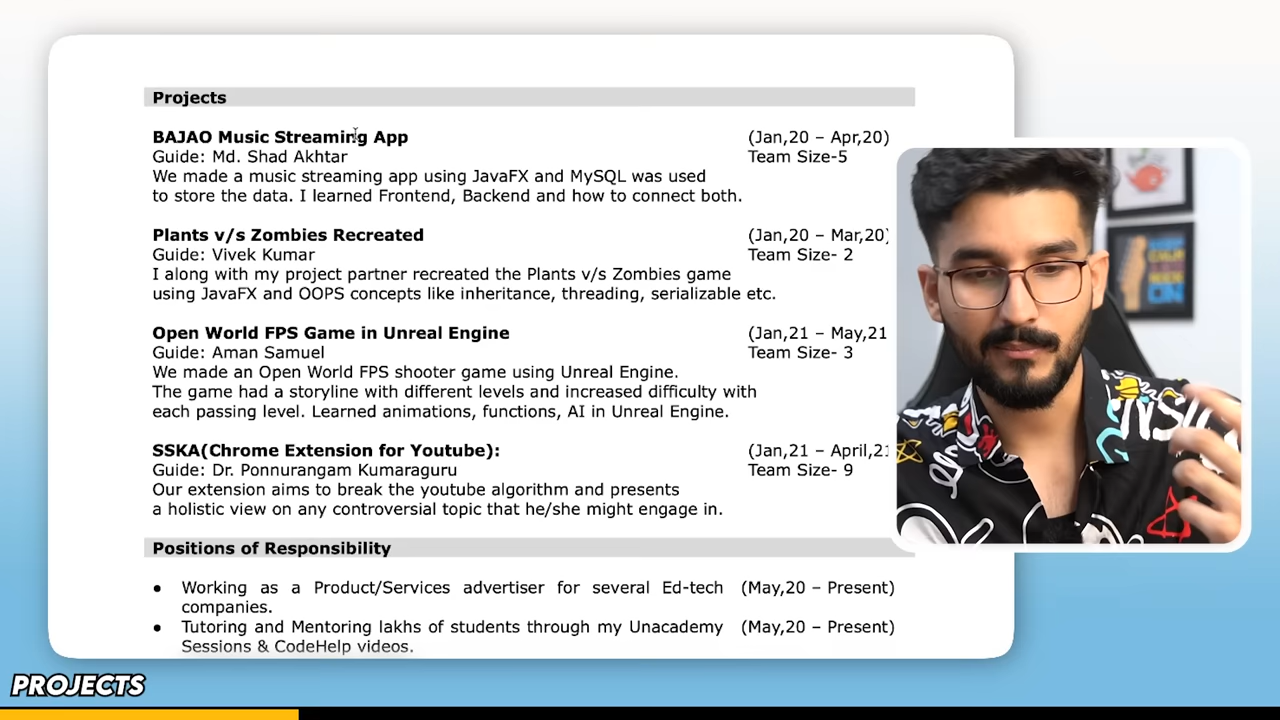 Projects
BAJAO Music Streaming App (Jan,20 – Apr,20)
Guide: Md. Shad Akhtar Team Size-5
We made a music streaming app using JavaFX and MySQL was used
to store the data. I learned Frontend, Backend and how to connect both.
Plants v/s Zombies Recreated (Jan,20 – Mar,20)
Guide: Vivek Kumar Team Size- 2
I along with my project partner recreated the Plants v/s Zombies game
using JavaFX and OOPS concepts like inheritance, threading, serializable etc.
Open World FPS Game in Unreal Engine (Jan,21 – May,21
Guide: Aman Samuel Team Size- 3
We made an Open World FPS shooter game using Unreal Engine.
The game had a storyline with different levels and increased difficulty with
each passing level. Learned animations, functions, AI in Unreal Engine.
SSKA(Chrome Extension for Youtube): (Jan,21 – April,21
Guide: Dr. Ponnurangam Kumaraguru Team Size- 9
Our extension aims to break the youtube algorithm and presents
a holistic view on any controversial topic that he/she might engage in.
Positions of Responsibility
● Working as a Product/Services advertiser for several Ed-tech (May,20 – Present)
companies.
● Tutoring and Mentoring lakhs of students through my Unacademy (May,20 – Present)
Sessions & CodeHelp videos.
PROJECTS